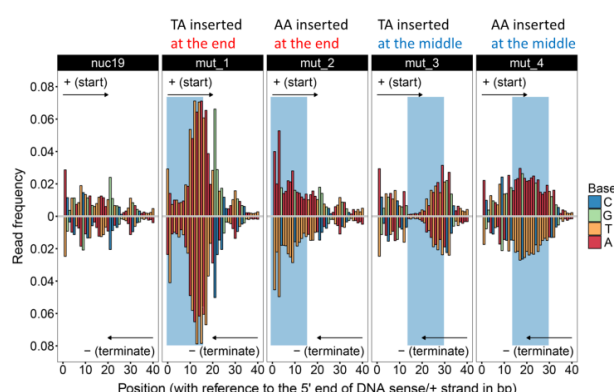 TA inserted AA inserted TA inserted AA inserted
at the end at the end at the middle at the middle
nuc19 mut_1 mut_2 mut_3 mut_4
+ (start) + (start) + (start) + (start) + (start)
0.08
0.06
0.04
0.02
0
0.02
0.04
0.06
0.08
Read frequency
Base
C
G
T
A
− (terminate) − (terminate) − (terminate) − (terminate) − (terminate)
0 10 20 30 40 0 10 20 30 40 0 10 20 30 40 0 10 20 30 40 0 10 20 30 40
Position (with reference to the 5' end of DNA sense/+ strand in bp)